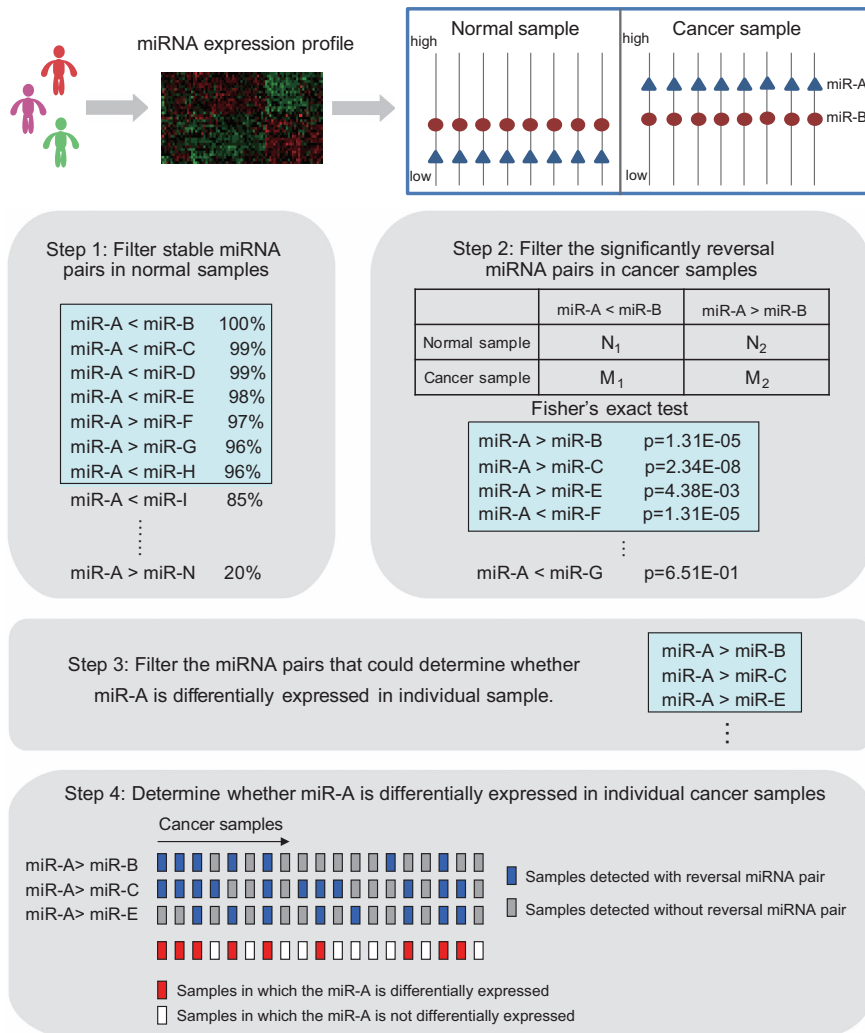 miRNA expression profile
Normal sample
high
low
Cancer sample
high
miR-A
miR-B
low
Step 1: Filter stable miRNA
pairs in normal samples
miR-A < miR-B 100%
miR-A < miR-C 99%
miR-A < miR-D 99%
miR-A < miR-E 98%
miR-A > miR-F 97%
miR-A > miR-G 96%
miR-A < miR-H 96%
miR-A < miR-I 85%
miR-A > miR-N 20%
Step 2: Filter the significantly reversal
miRNA pairs in cancer samples
miR-A < miR-B miR-A > miR-B
Normal sample N1 N2
Cancer sample M1 M2
Fisher's exact test
miR-A > miR-B p=1.31E-05
miR-A > miR-C p=2.34E-08
miR-A > miR-E p=4.38E-03
miR-A < miR-F p=1.31E-05
miR-A < miR-G p=6.51E-01
Step 3: Filter the miRNA pairs that could determine whether
miR-A is differentially expressed in individual sample.
miR-A > miR-B
miR-A > miR-C
miR-A > miR-E
Step 4: Determine whether miR-A is differentially expressed in individual cancer samples
Cancer samples
miR-A> miR-B
miR-A> miR-C
miR-A> miR-E
Samples detected with reversal miRNA pair
Samples detected without reversal miRNA pair
Samples in which the miR-A is differentially expressed
Samples in which the miR-A is not differentially expressed